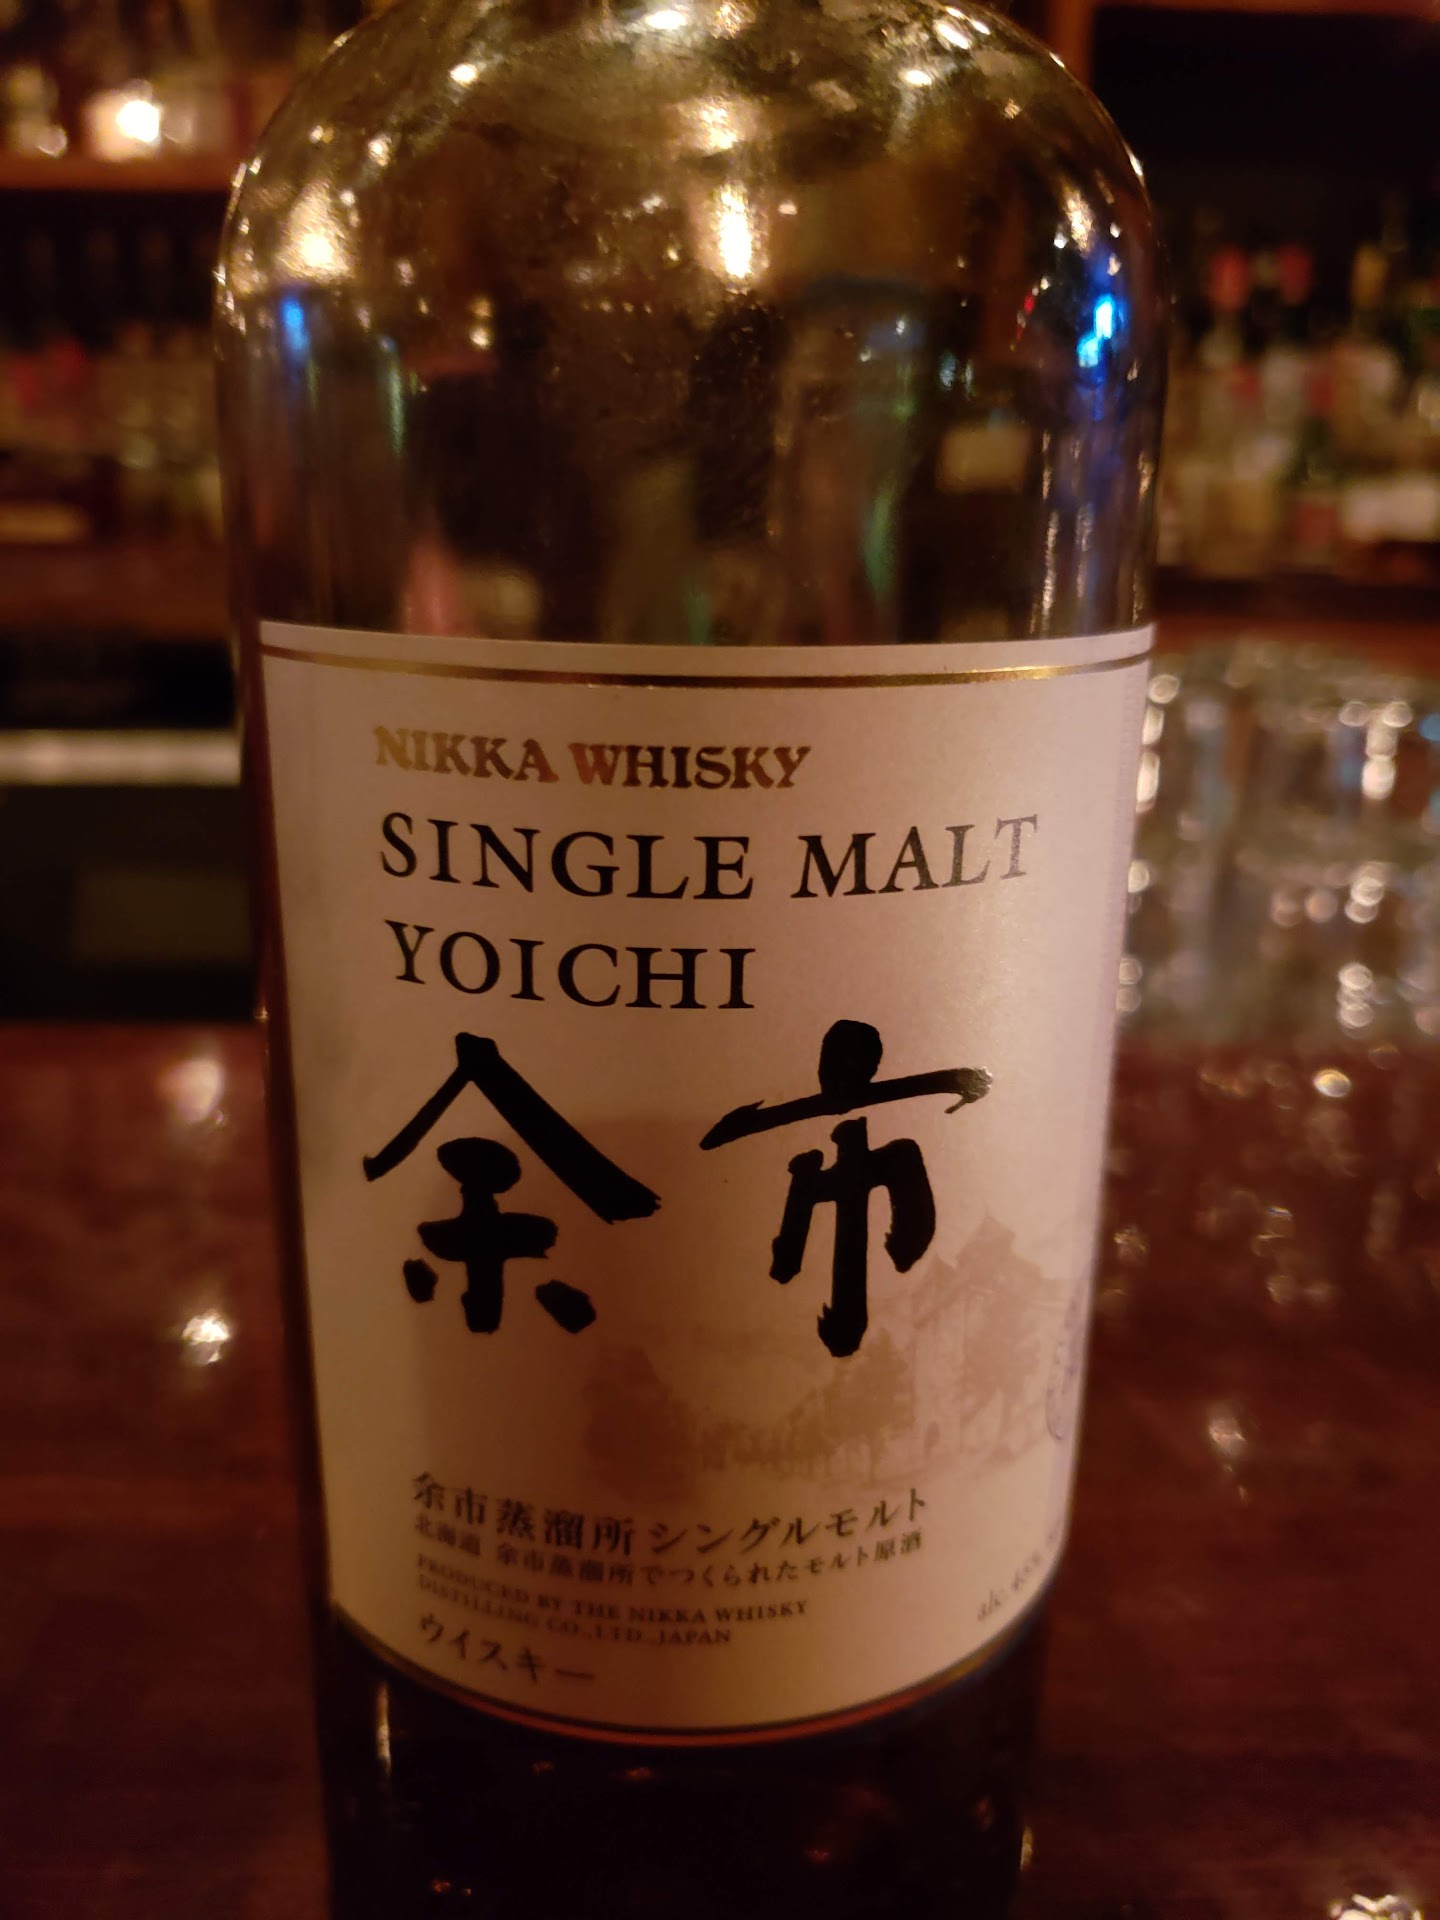 NIKKA WHISKY
SINGLE MALT
YOICHI
余市
余市蒸溜所シングルモルト
北海道 余市蒸溜所でつくられたモルト原酒
PRODUCED BY THE NIKKA WHISKY
DISTILLING CO., LTD., JAPAN
ウイスキー
alc. 45%